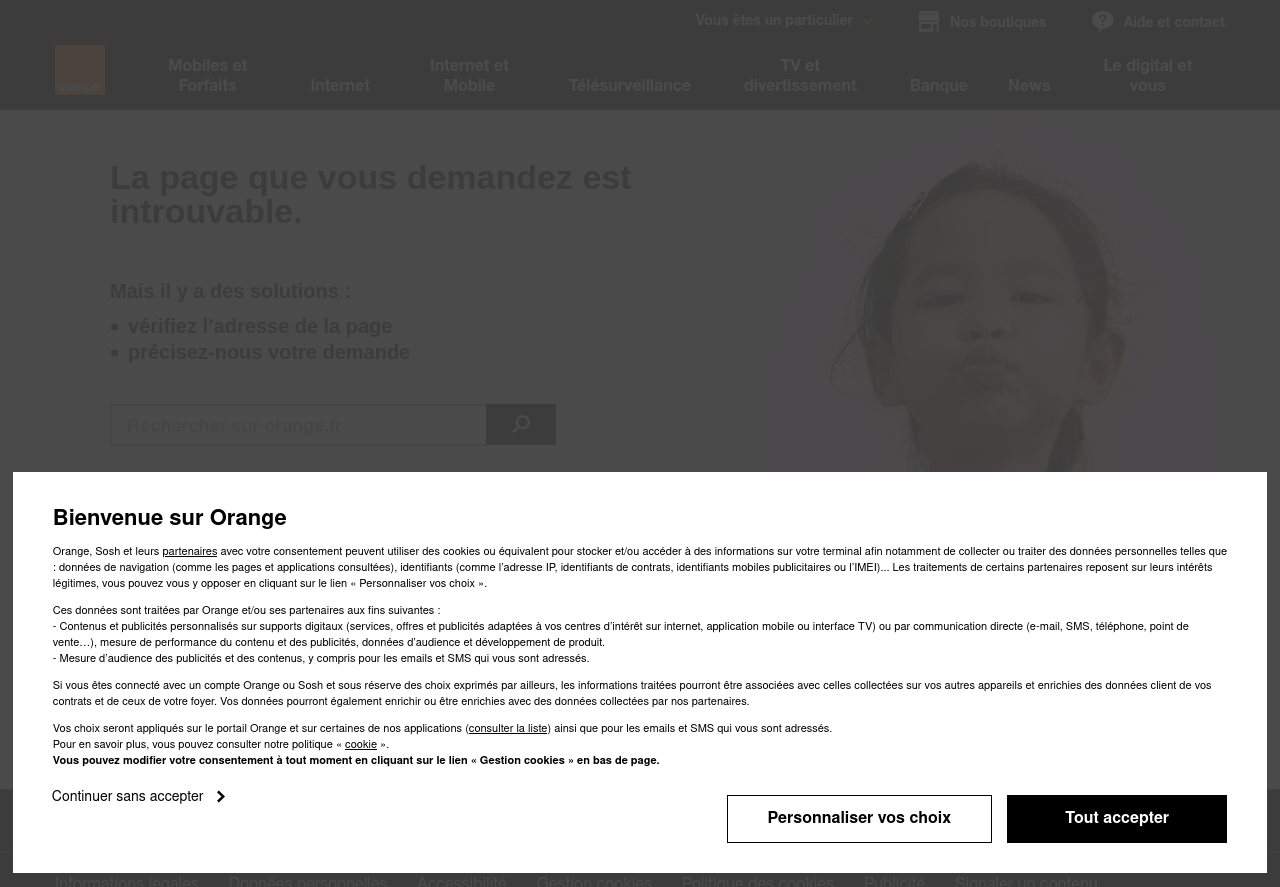 Vous êtes un particulier
Nos boutiques
Aide et contact
orange
Mobiles et
Forfaits
Internet
Internet et
Mobile
Télésurveillance
TV et
divertissement
Banque
News
Le digital et
vous
La page que vous demandez est
introuvable.
Mais il y a des solutions :
▪ vérifiez l'adresse de la page
▪ précisez-nous votre demande
Rechercher sur orange.fr
Bienvenue sur Orange
Orange, Sosh et leurs partenaires avec votre consentement peuvent utiliser des cookies ou équivalent pour stocker et/ou accéder à des informations sur votre terminal afin notamment de collecter ou traiter des données personnelles telles que
: données de navigation (comme les pages et applications consultées), identifiants (comme l'adresse IP, identifiants de contrats, identifiants mobiles publicitaires ou l'IMEI)... Les traitements de certains partenaires reposent sur leurs intérêts
légitimes, vous pouvez vous y opposer en cliquant sur le lien « Personnaliser vos choix ».
Ces données sont traitées par Orange et/ou ses partenaires aux fins suivantes :
- Contenus et publicités personnalisés sur supports digitaux (services, offres et publicités adaptées à vos centres d'intérêt sur internet, application mobile ou interface TV) ou par communication directe (e-mail, SMS, téléphone, point de
vente…), mesure de performance du contenu et des publicités, données d'audience et développement de produit.
- Mesure d'audience des publicités et des contenus, y compris pour les emails et SMS qui vous sont adressés.
Si vous êtes connecté avec un compte Orange ou Sosh et sous réserve des choix exprimés par ailleurs, les informations traitées pourront être associées avec celles collectées sur vos autres appareils et enrichies des données client de vos
contrats et de ceux de votre foyer. Vos données pourront également enrichir ou être enrichies avec des données collectées par nos partenaires.
Vos choix seront appliqués sur le portail Orange et sur certaines de nos applications (consulter la liste) ainsi que pour les emails et SMS qui vous sont adressés.
Pour en savoir plus, vous pouvez consulter notre politique « cookie ».
Vous pouvez modifier votre consentement à tout moment en cliquant sur le lien « Gestion cookies » en bas de page.
Continuer sans accepter
Personnaliser vos choix
Tout accepter
Informations légales
Données personnelles
Accessibilité
Gestion cookies
Politique des cookies
Publicité
Signaler un contenu